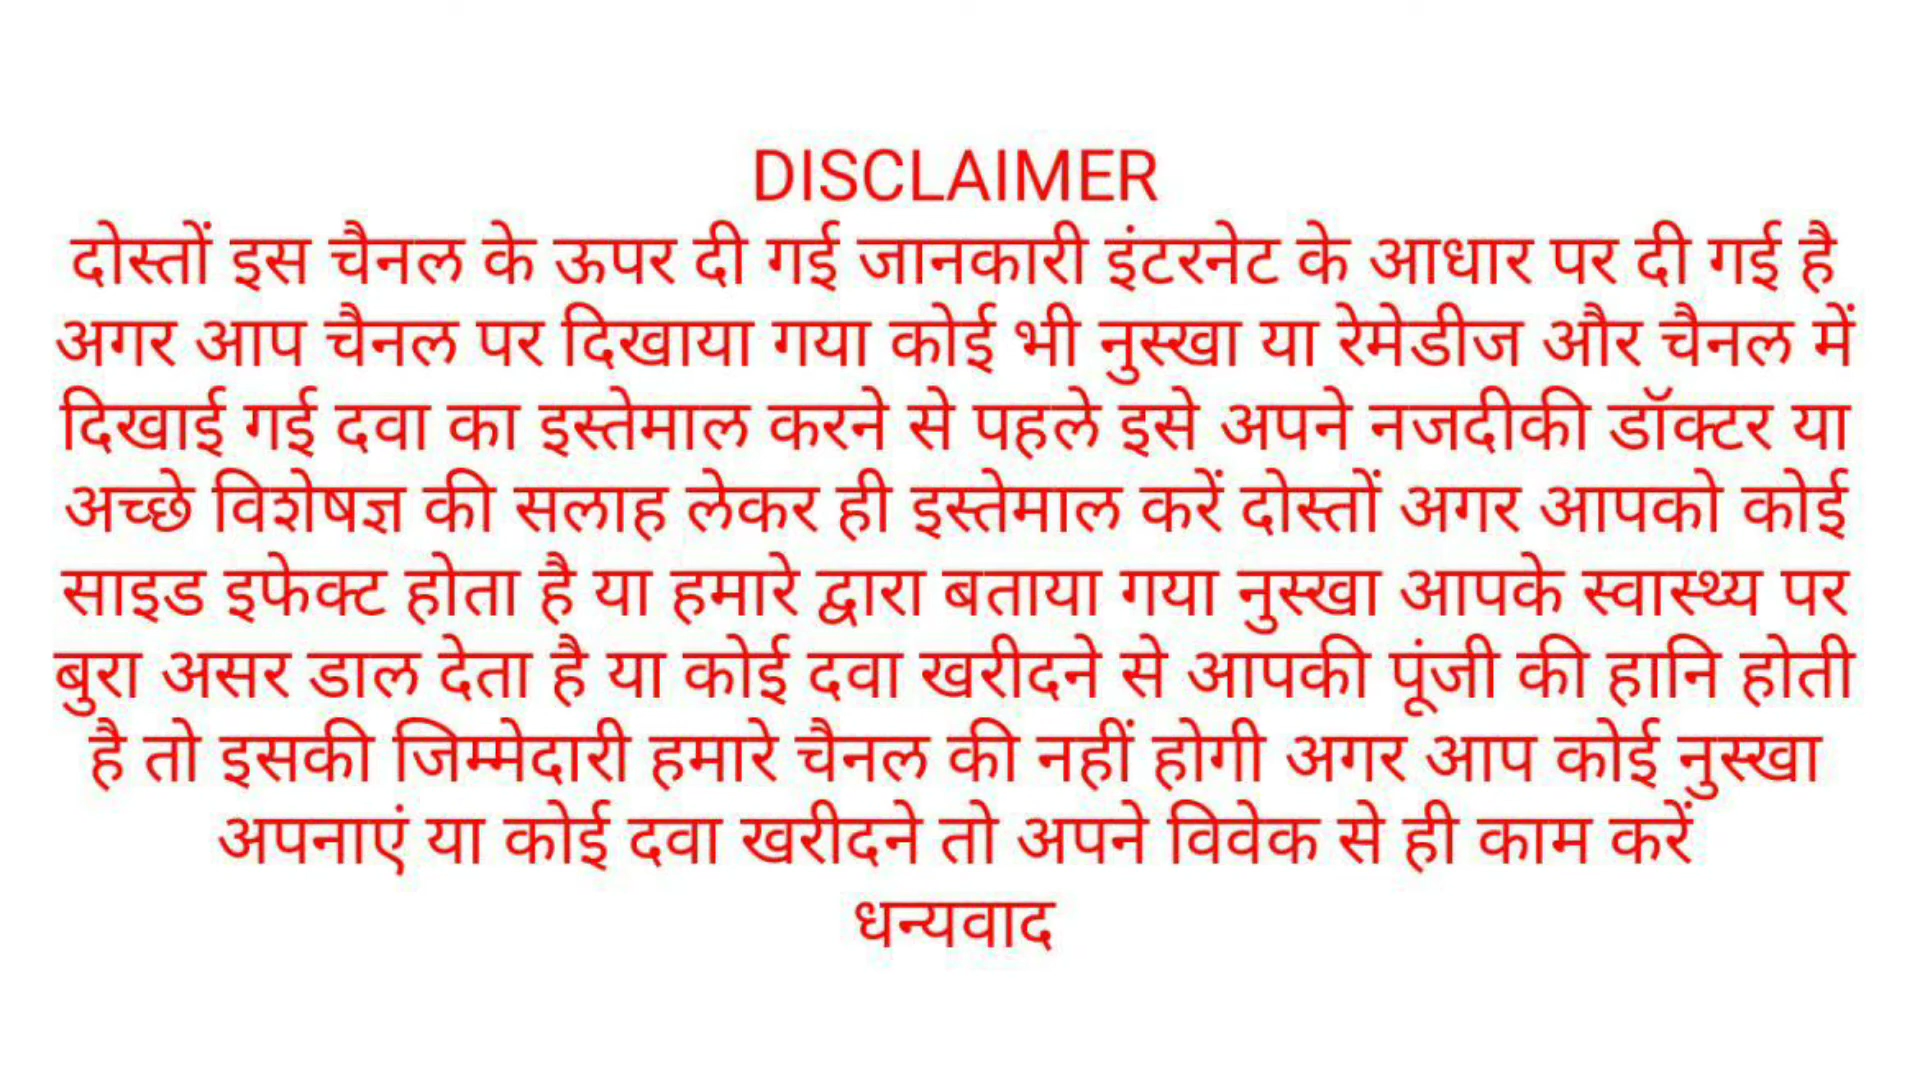 DISCLAIMER
दोस्तों इस चैनल के ऊपर दी गई जानकारी इंटरनेट के आधार पर दी गई है
अगर आप चैनल पर दिखाया गया कोई भी नुस्खा या रेमेडीज और चैनल में
दिखाई गई दवा का इस्तेमाल करने से पहले इसे अपने नजदीकी डॉक्टर या
अच्छे विशेषज्ञ की सलाह लेकर ही इस्तेमाल करें दोस्तों अगर आपको कोई
साइड इफेक्ट होता है या हमारे द्वारा बताया गया नुस्खा आपके स्वास्थ्य पर
बुरा असर डाल देता है या कोई दवा खरीदने से आपकी पूंजी की हानि होती
है तो इसकी जिम्मेदारी हमारे चैनल की नहीं होगी अगर आप कोई नुस्खा
अपनाएं या कोई दवा खरीदने तो अपने विवेक से ही काम करें
धन्यवाद